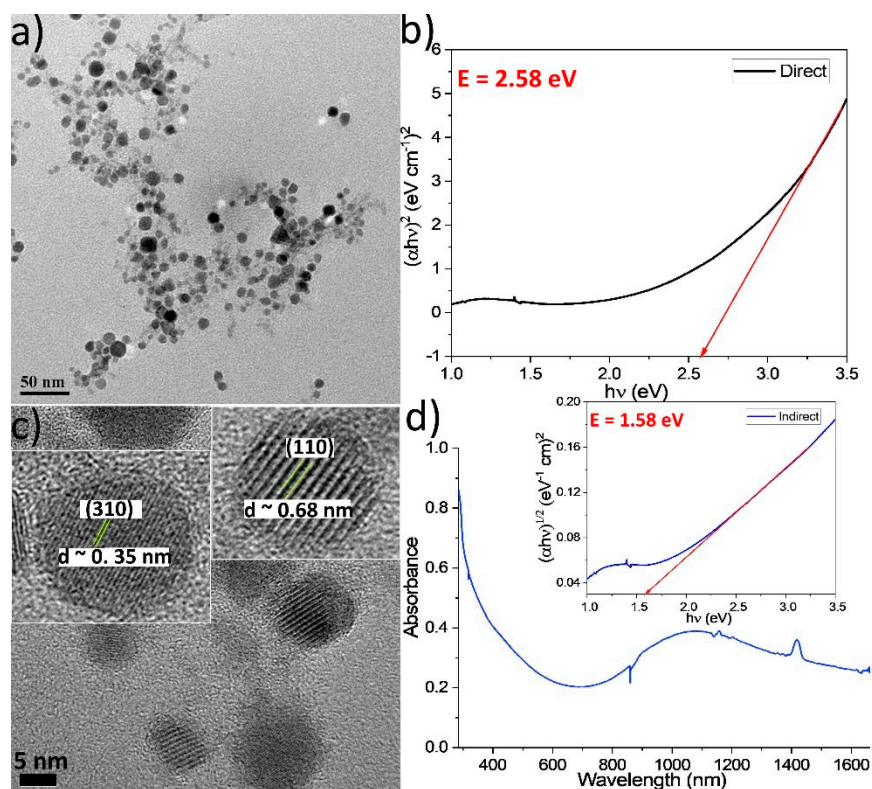 a)
50 nm
b)
E = 2.58 eV
Direct
(αhν)² (eV cm⁻¹)²
6
5
4
3
2
1
0
-1
1.0 1.5 2.0 2.5 3.0 3.5
hν (eV)
c)
(310)
d ~ 0. 35 nm
(110)
d ~ 0.68 nm
5 nm
d)
E = 1.58 eV
Indirect
(αhν)¹/² (eV⁻¹ cm)²
0.20
0.16
0.12
0.08
0.04
1.0 1.5 2.0 2.5 3.0 3.5
hν (eV)
Absorbance
1.0
0.8
0.6
0.4
0.2
0.0
400 600 800 1000 1200 1400 1600
Wavelength (nm)